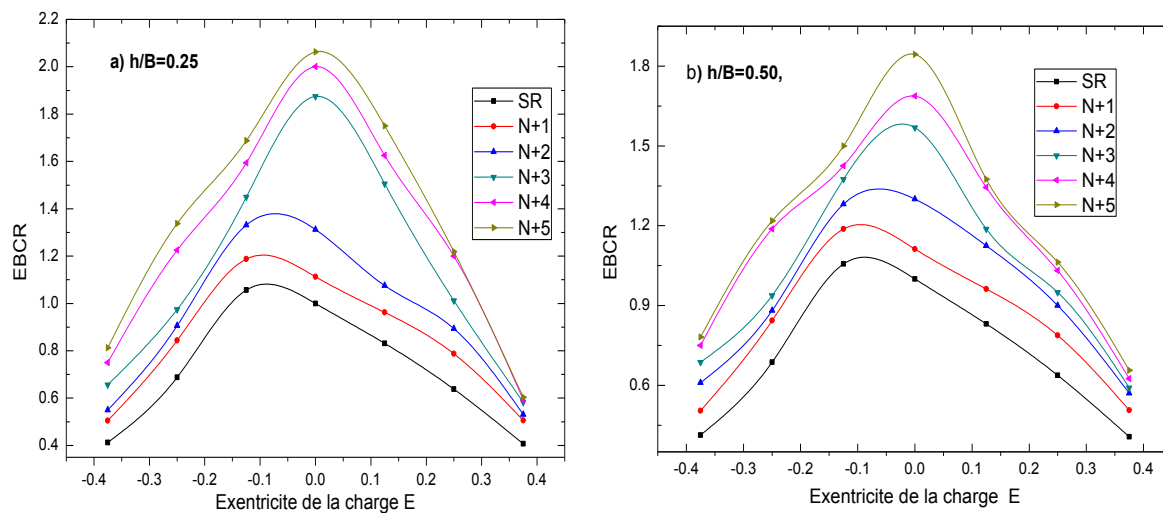 a) h/B=0.25
EBCR
2.2
2.0
1.8
1.6
1.4
1.2
1.0
0.8
0.6
0.4
SR
N+1
N+2
N+3
N+4
N+5
-0.4 -0.3 -0.2 -0.1 0.0 0.1 0.2 0.3 0.4
Exentricite de la charge E
b) h/B=0.50,
EBCR
1.8
1.5
1.2
0.9
0.6
SR
N+1
N+2
N+3
N+4
N+5
-0.4 -0.3 -0.2 -0.1 0.0 0.1 0.2 0.3 0.4
Exentricite de la charge E